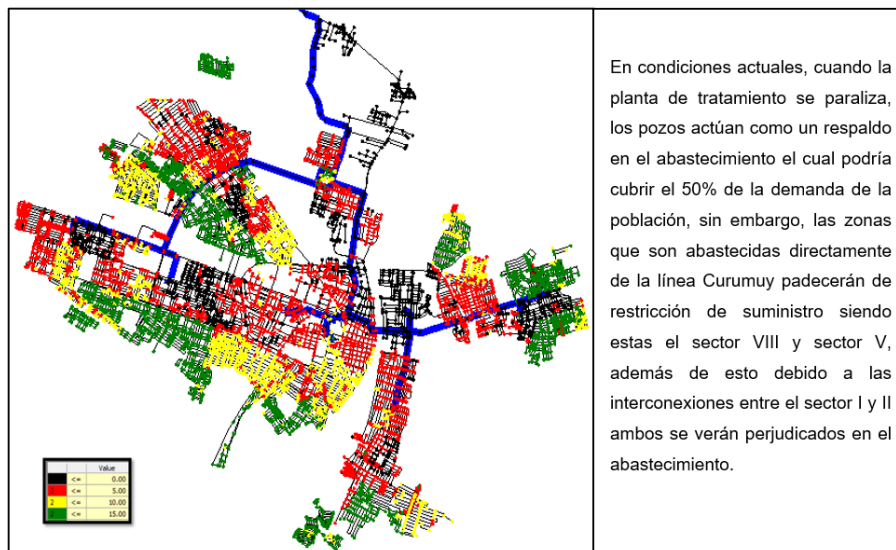 En condiciones actuales, cuando la
planta de tratamiento se paraliza,
los pozos actúan como un respaldo
en el abastecimiento el cual podría
cubrir el 50% de la demanda de la
población, sin embargo, las zonas
que son abastecidas directamente
de la línea Curumuy padecerán de
restricción de suministro siendo
estas el sector VIII y sector V,
además de esto debido a las
interconexiones entre el sector I y II
ambos se verán perjudicados en el
abastecimiento.
Value
<= 0.00
<= 5.00
2 <= 10.00
<= 15.00